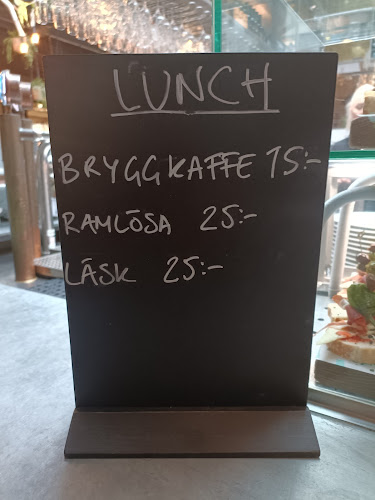 LUNCH
BRYGGKAFFE 15:-
RAMLÖSA 25:-
LÄSK 25:-